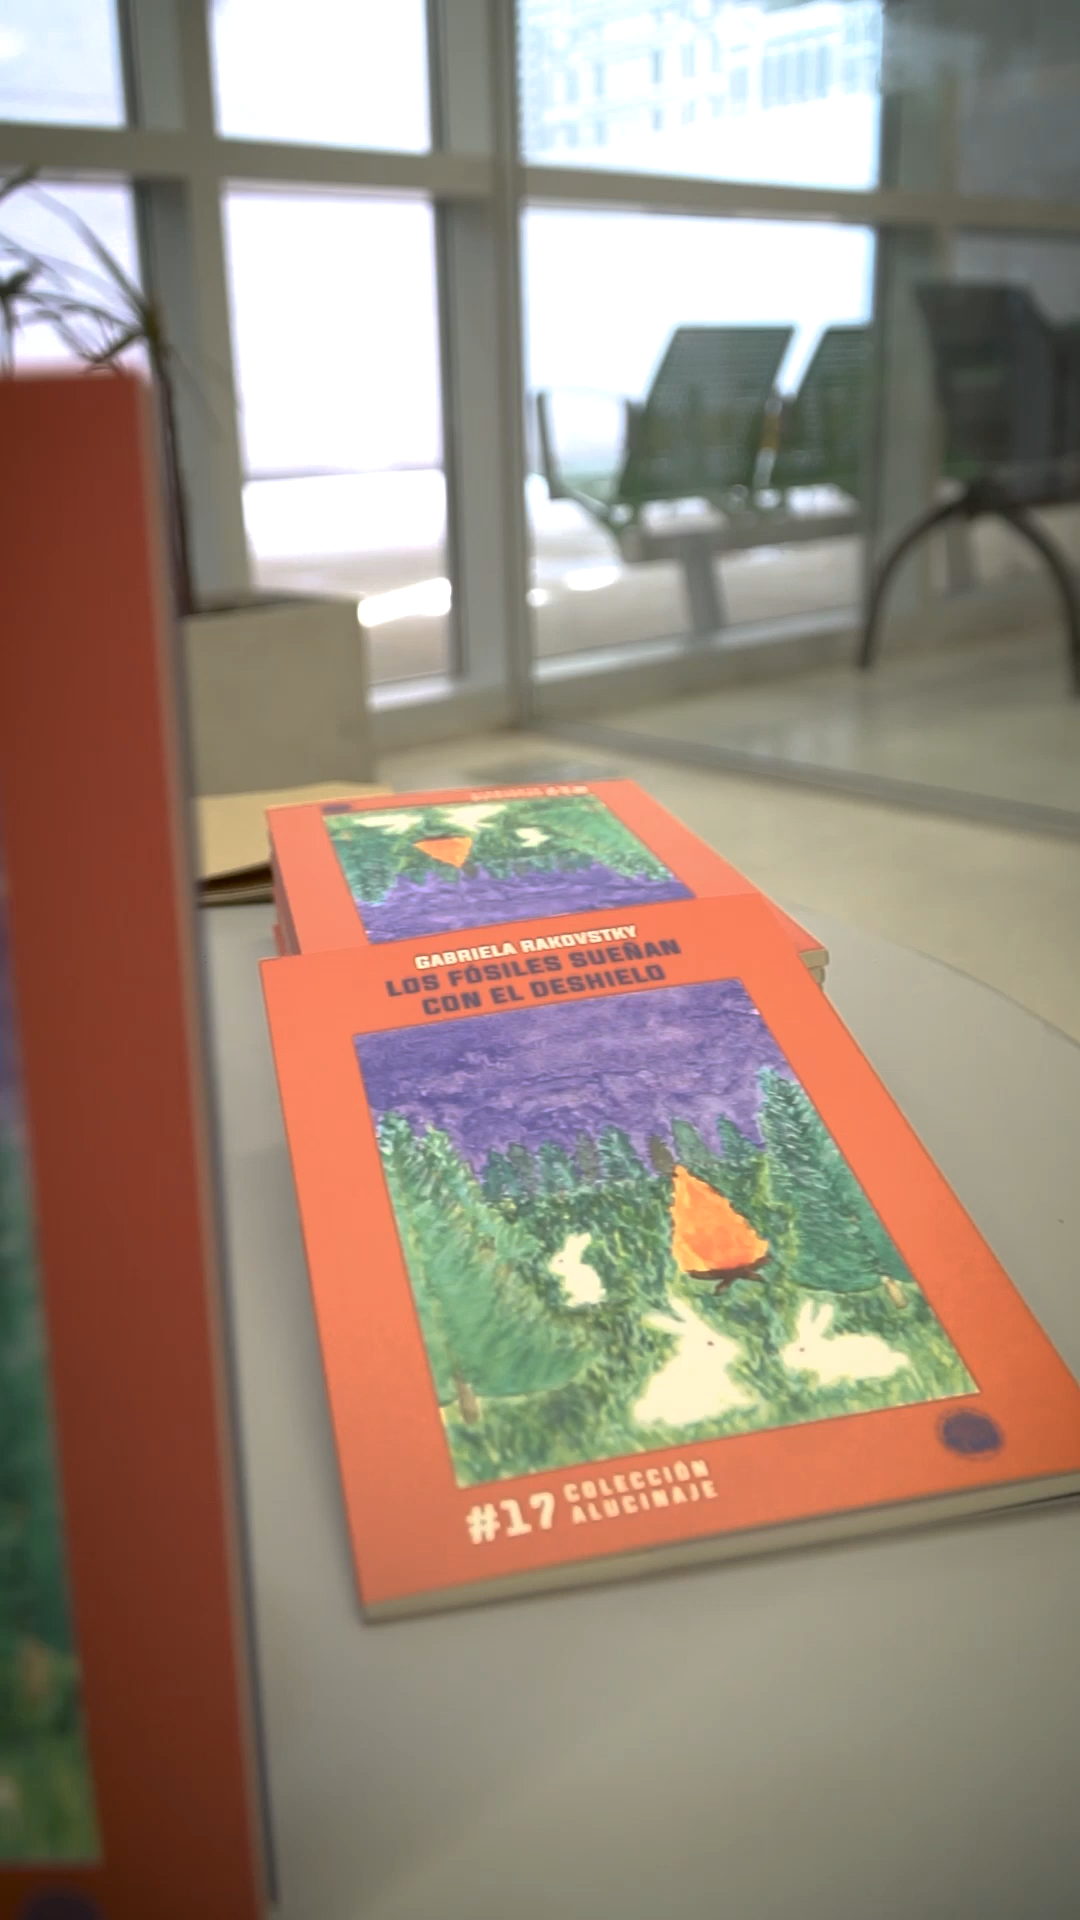 GABRIELA RAKOVSTKY
LOS FÓSILES SUEÑAN
CON EL DESHIELO
#17 COLECCIÓN
ALUCINAJE